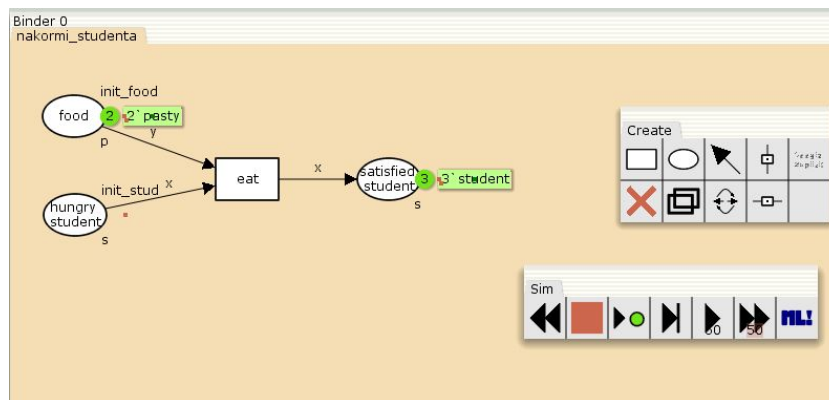 Binder 0
nakormi_studenta
init_food
food
2
2`pasty
p
y
init_stud
x
hungry
student
s
eat
x
satisfied
student
3
3`student
s
Create
Sim
50
50
ML!